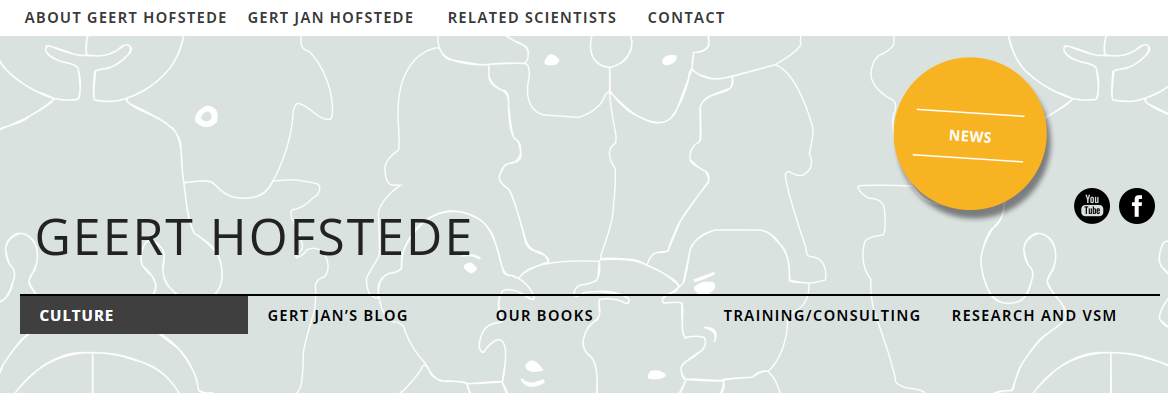 ABOUT GEERT HOFSTEDE GERT JAN HOFSTEDE RELATED SCIENTISTS CONTACT
NEWS
You Tube f
GEERT HOFSTEDE
CULTURE GERT JAN’S BLOG OUR BOOKS TRAINING/CONSULTING RESEARCH AND VSM